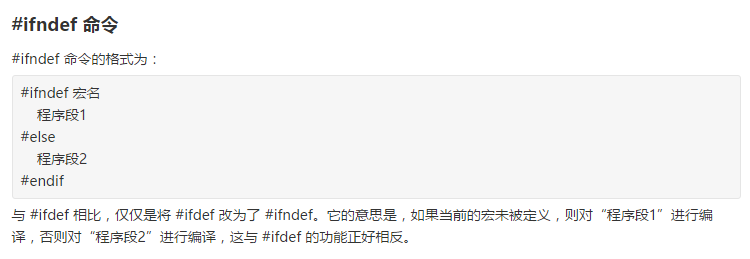 #ifndef 命令
#ifndef 命令的格式为：
#ifndef 宏名
    程序段1
#else
    程序段2
#endif
与 #ifdef 相比，仅仅是将 #ifdef 改为了 #ifndef。它的意思是，如果当前的宏未被定义，则对“程序段1”进行编
译，否则对“程序段2”进行编译，这与 #ifdef 的功能正好相反。